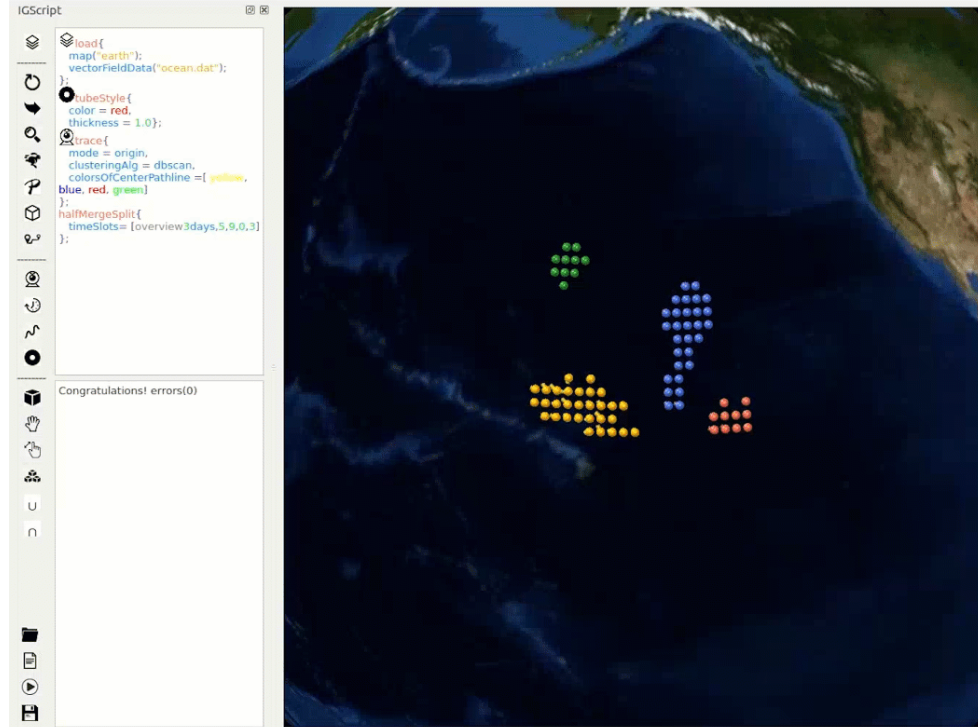 IGScript
load{
map("earth");
vectorFieldData("ocean.dat");
};
tubeStyle{
color = red,
thickness = 1.0};
trace{
mode = origin,
clusteringAlg = dbscan,
colorsOfCenterPathline =[ yellow,
blue, red, green]
};
halfMergeSplit{
timeSlots= [overview3days,5,9,0,3]
};
Congratulations! errors(0)